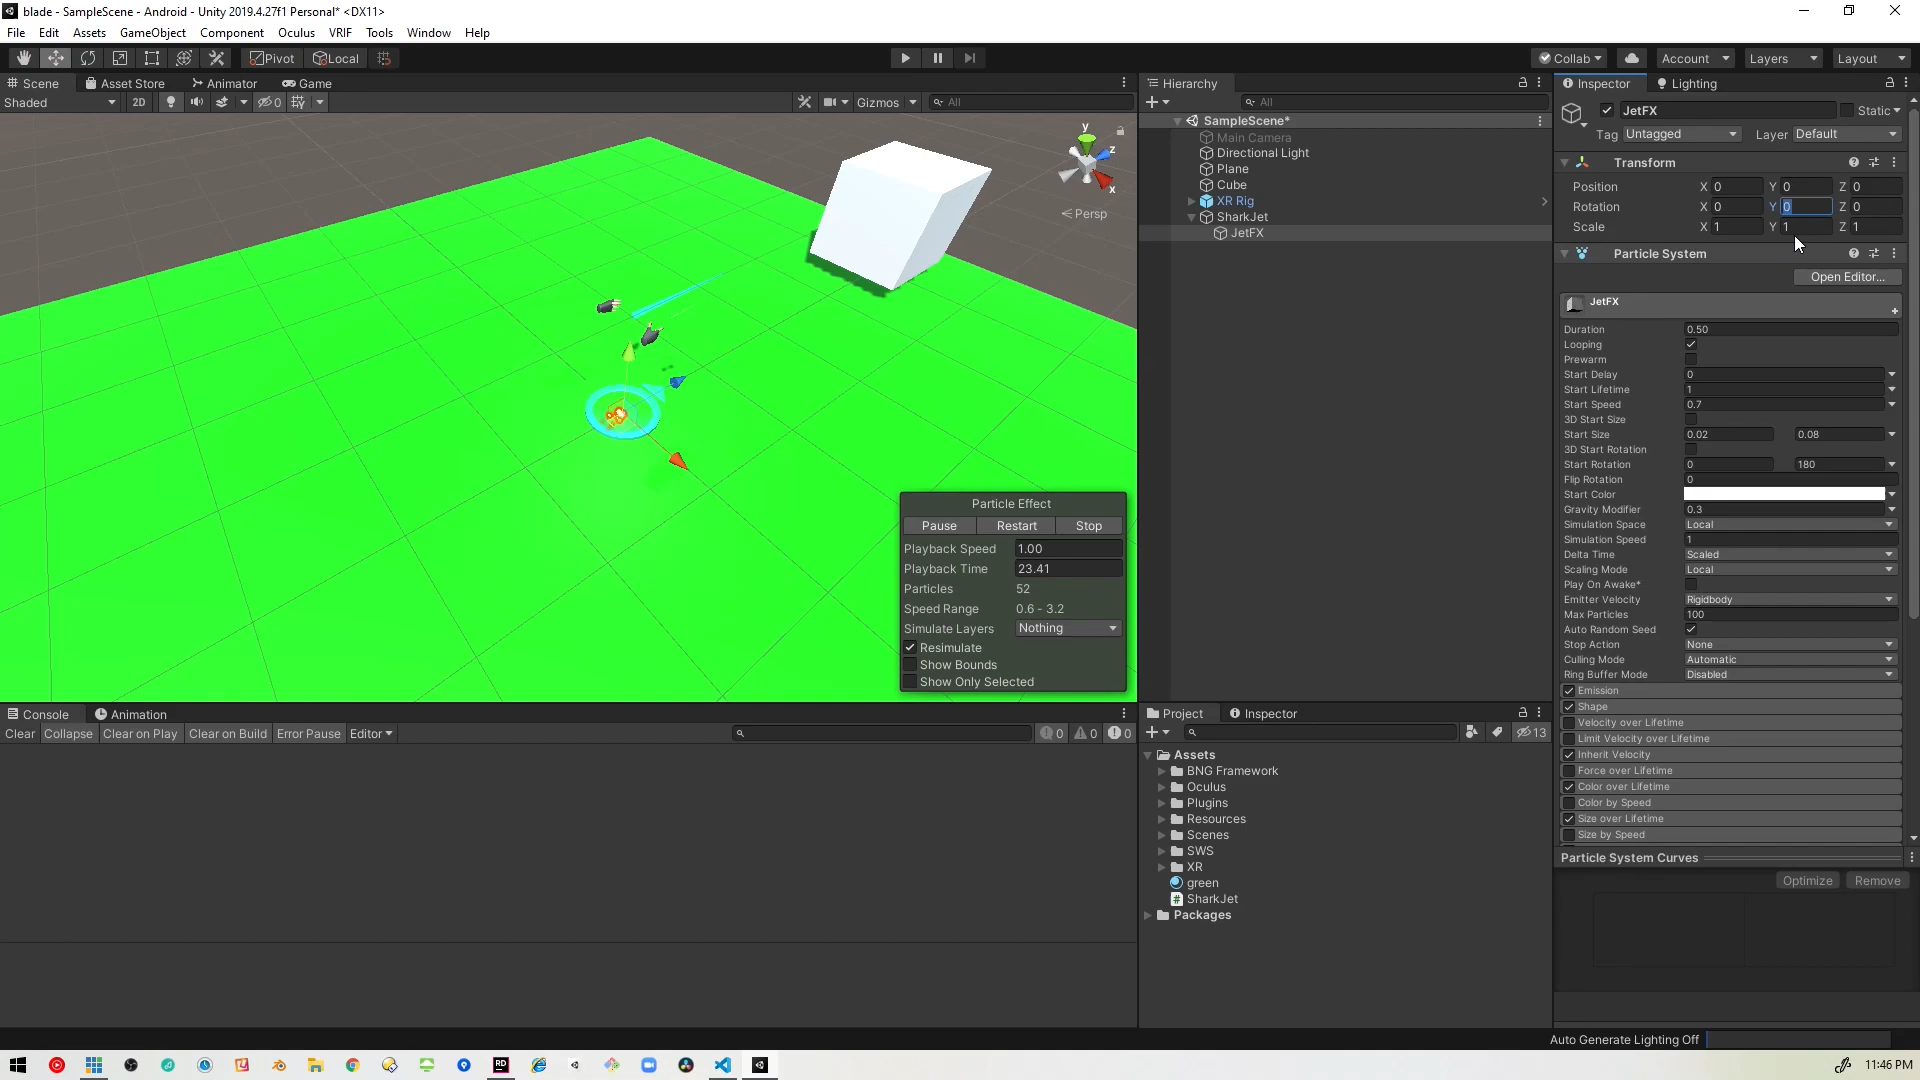 blade - SampleScene - Android - Unity 2019.4.27f1 Personal* <DX11>
File Edit Assets GameObject Component Oculus VRIF Tools Window Help
Pivot Local Collab Account Layers Layout
Scene Asset Store Animator Game
Shaded 2D 0 Gizmos All
y
z
x
Persp
Particle Effect
Pause Restart Stop
Playback Speed 1.00
Playback Time 23.41
Particles 52
Speed Range 0.6 - 3.2
Simulate Layers Nothing
Resimulate
Show Bounds
Show Only Selected
Hierarchy
All
SampleScene*
Main Camera
Directional Light
Plane
Cube
XR Rig
SharkJet
JetFX
Inspector Lighting
JetFX Static
Tag Untagged Layer Default
Transform
Position X 0 Y 0 Z 0
Rotation X 0 Y 0 Z 0
Scale X 1 Y 1 Z 1
Particle System
Open Editor...
JetFX
Duration 0.50
Looping
Prewarm
Start Delay 0
Start Lifetime 1
Start Speed 0.7
3D Start Size
Start Size 0.02 0.08
3D Start Rotation
Start Rotation 0 180
Flip Rotation 0
Start Color
Gravity Modifier 0.3
Simulation Space Local
Simulation Speed 1
Delta Time Scaled
Scaling Mode Local
Play On Awake*
Emitter Velocity Rigidbody
Max Particles 100
Auto Random Seed
Stop Action None
Culling Mode Automatic
Ring Buffer Mode Disabled
Emission
Shape
Velocity over Lifetime
Limit Velocity over Lifetime
Inherit Velocity
Force over Lifetime
Color over Lifetime
Color by Speed
Size over Lifetime
Size by Speed
Particle System Curves
Optimize Remove
Console Animation
Clear Collapse Clear on Play Clear on Build Error Pause Editor 0 0 0
Project Inspector
13
Assets
BNG Framework
Oculus
Plugins
Resources
Scenes
SWS
XR
green
SharkJet
Packages
Auto Generate Lighting Off
11:46 PM